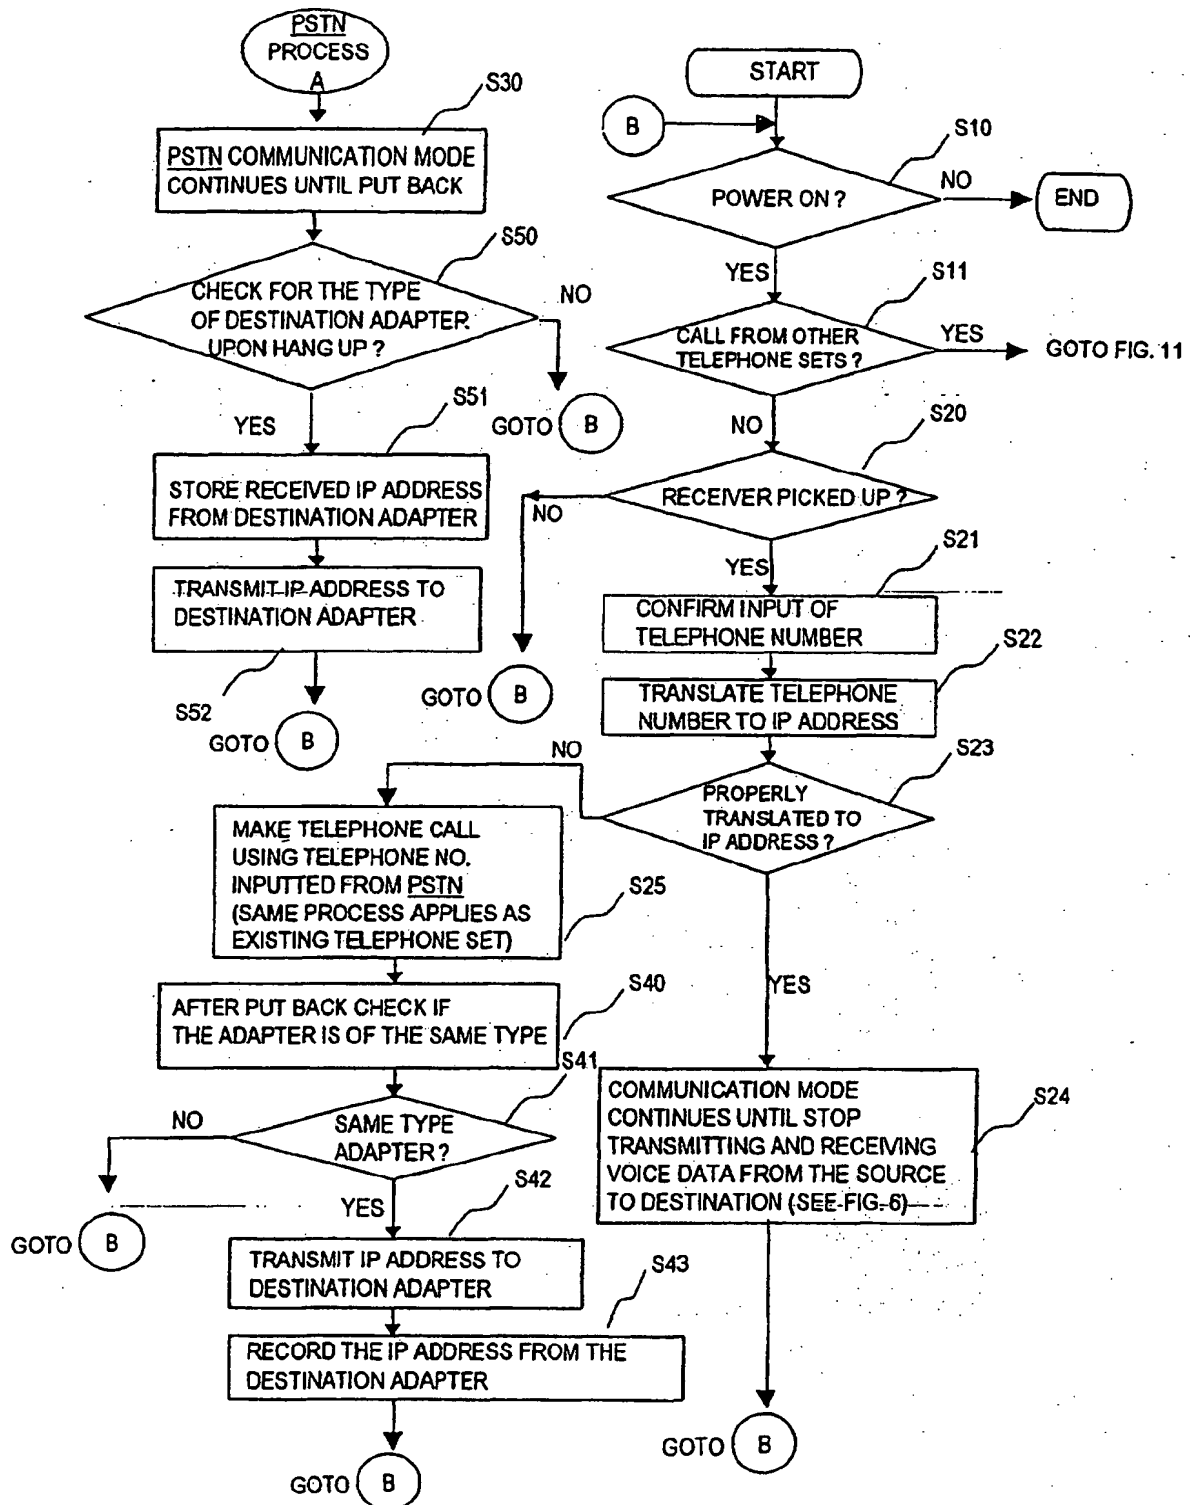 PSTN
PROCESS
A
S30
PSTN COMMUNICATION MODE
CONTINUES UNTIL PUT BACK
S50
CHECK FOR THE TYPE
OF DESTINATION ADAPTER.
UPON HANG UP ?
NO
GOTO B
YES
S51
STORE RECEIVED IP ADDRESS
FROM DESTINATION ADAPTER
TRANSMIT IP ADDRESS TO
DESTINATION ADAPTER
S52
GOTO B
START
B
S10
POWER ON ?
NO
END
YES
S11
CALL FROM OTHER
TELEPHONE SETS ?
YES
GOTO FIG. 11
NO
S20
RECEIVER PICKED UP ?
NO
GOTO B
YES
S21
CONFIRM INPUT OF
TELEPHONE NUMBER
S22
TRANSLATE TELEPHONE
NUMBER TO IP ADDRESS
S23
PROPERLY
TRANSLATED TO
IP ADDRESS ?
NO
MAKE TELEPHONE CALL
USING TELEPHONE NO.
INPUTTED FROM PSTN
(SAME PROCESS APPLIES AS
EXISTING TELEPHONE SET)
S25
AFTER PUT BACK CHECK IF
THE ADAPTER IS OF THE SAME TYPE
S40
S41
SAME TYPE
ADAPTER ?
NO
GOTO B
YES
S42
TRANSMIT IP ADDRESS TO
DESTINATION ADAPTER
S43
RECORD THE IP ADDRESS FROM THE
DESTINATION ADAPTER
GOTO B
YES
COMMUNICATION MODE
CONTINUES UNTIL STOP
TRANSMITTING AND RECEIVING
VOICE DATA FROM THE SOURCE
TO DESTINATION (SEE FIG. 6)
S24
GOTO B